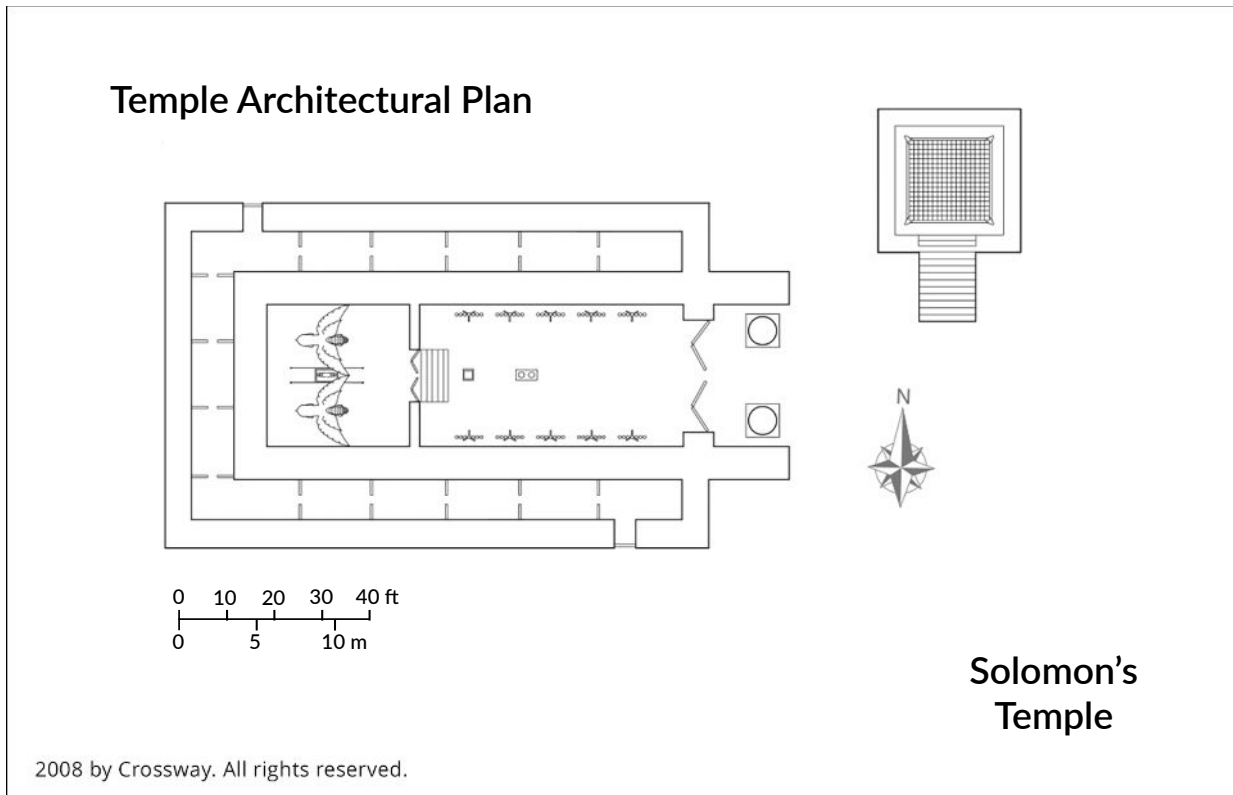 Temple Architectural Plan
N
0 10 20 30 40 ft
0 5 10 m
Solomon’s
Temple
2008 by Crossway. All rights reserved.